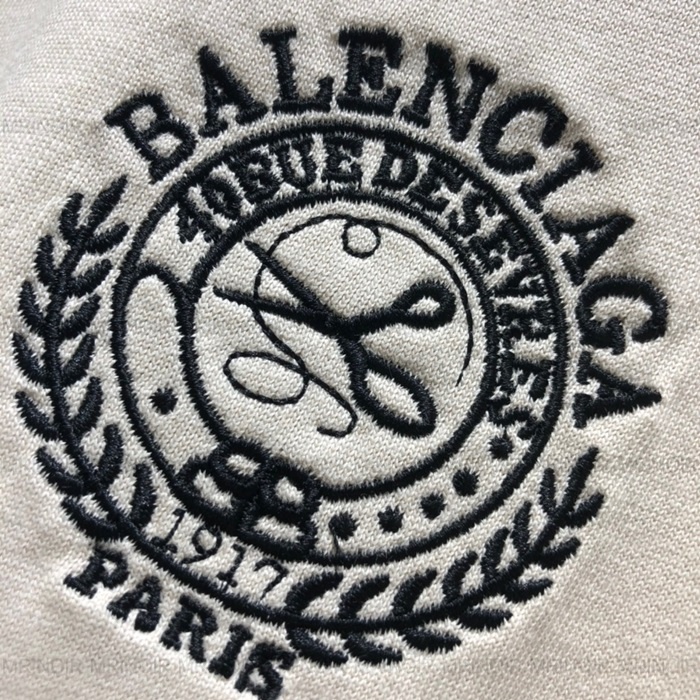 BALENCIAGA
40 RUE DE SEVRES
1917
PARIS